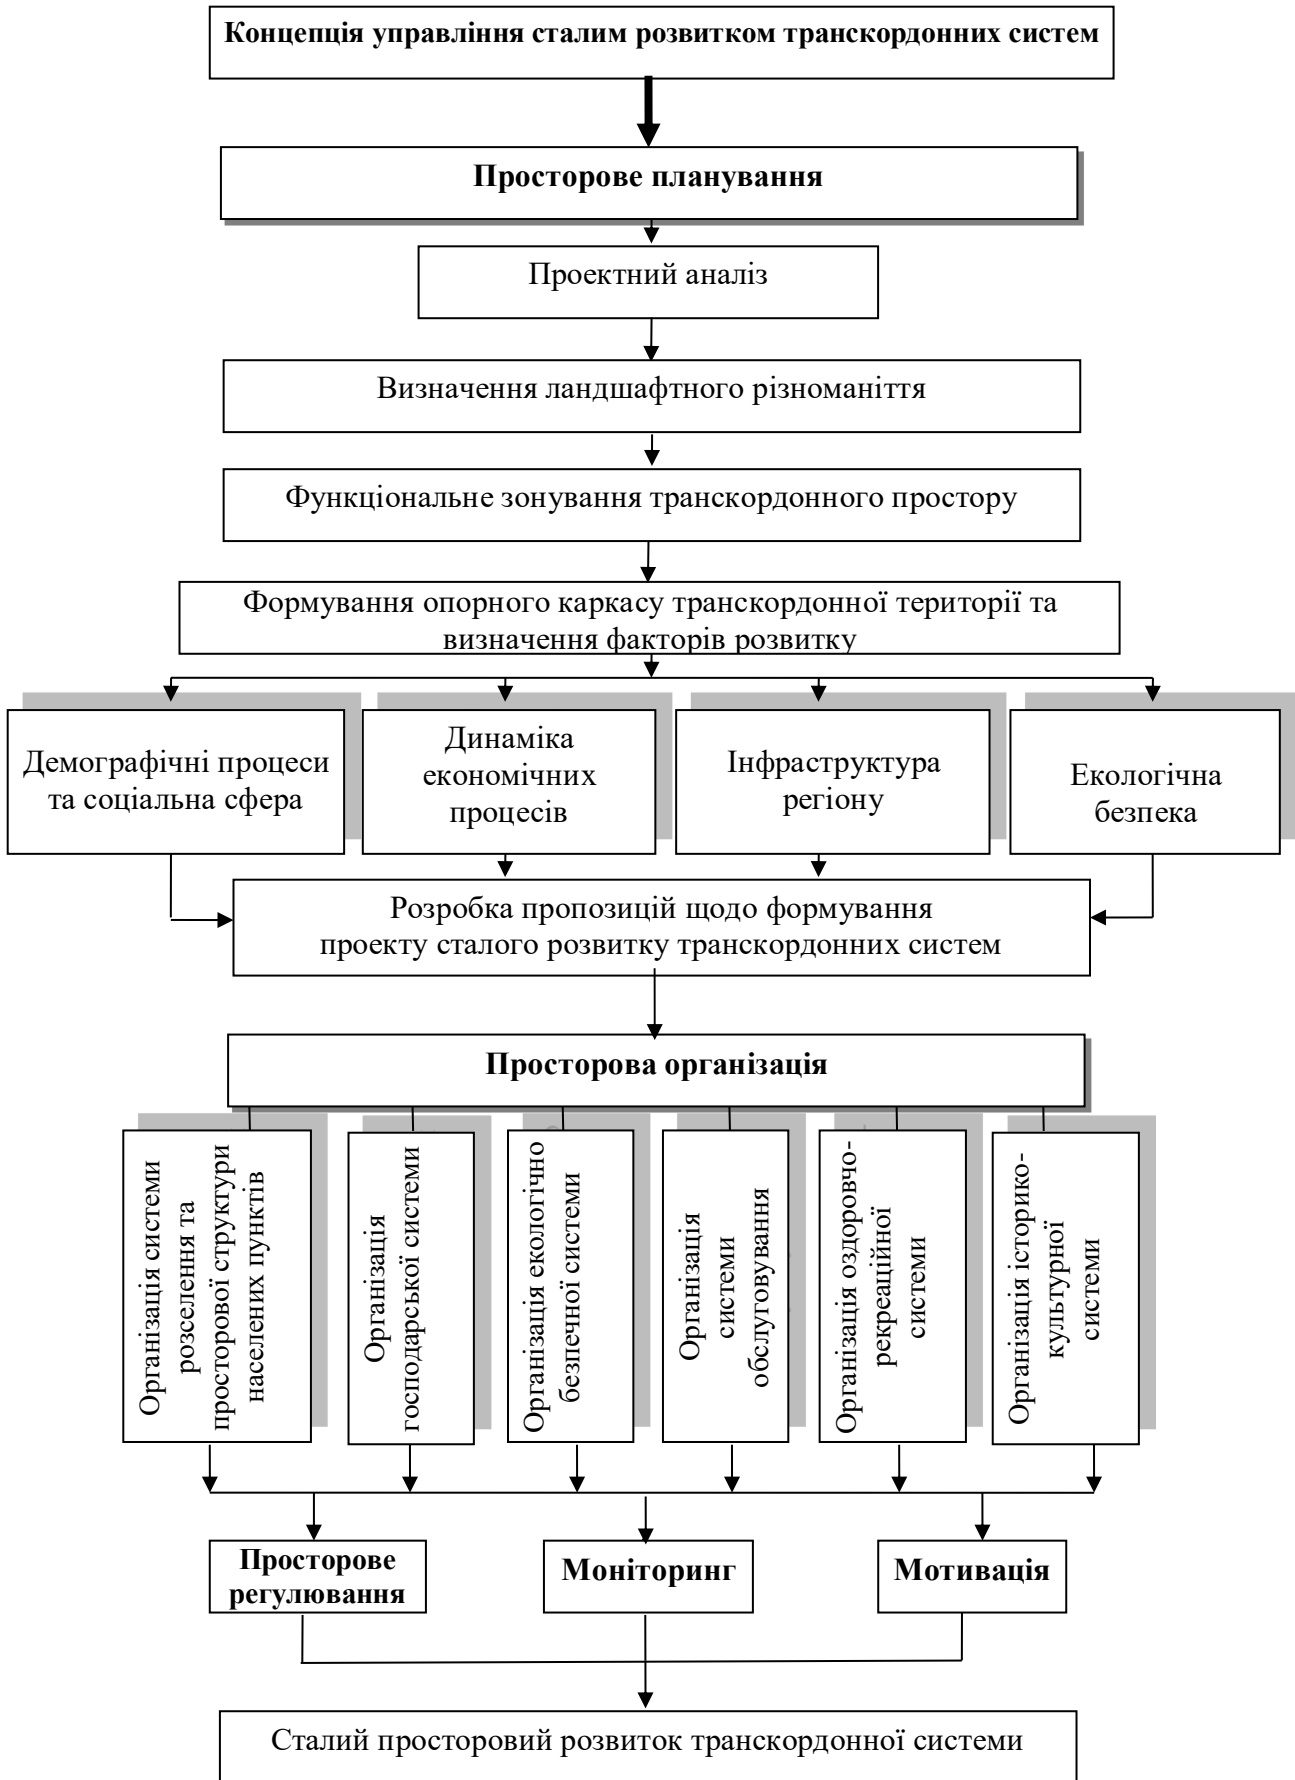 Концепція управління сталим розвитком транскордонних систем
Просторове планування
Проектний аналіз
Визначення ландшафтного різноманіття
Функціональне зонування транскордонного простору
Формування опорного каркасу транскордонної території та
визначення факторів розвитку
Демографічні процеси
та соціальна сфера
Динаміка
економічних
процесів
Інфраструктура
регіону
Екологічна
безпека
Розробка пропозицій щодо формування
проекту сталого розвитку транскордонних систем
Просторова організація
Організація системи
розселення та
просторової структури
населених пунктів
Організація
господарської системи
Організація екологічно
безпечної системи
Організація
системи
обслуговування
Організація оздоровчо-
рекреаційної
системи
Організація історико-
культурної
системи
Просторове
регулювання
Моніторинг
Мотивація
Сталий просторовий розвиток транскордонної системи